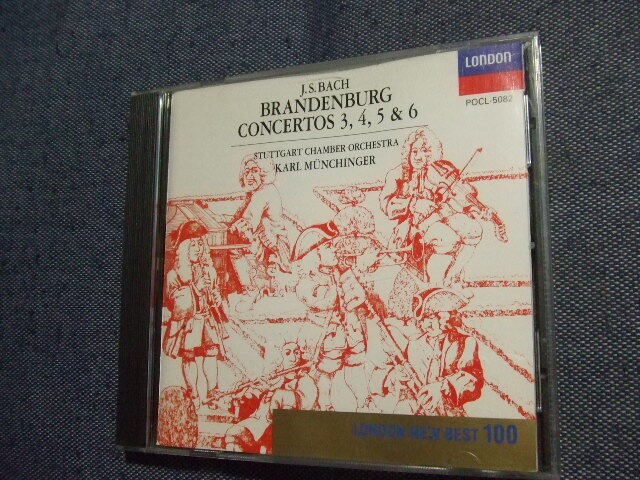 LONDON
POCL-5082
J.S.BACH
BRANDENBURG
CONCERTOS 3, 4, 5 & 6
STUTTGART CHAMBER ORCHESTRA
KARL MÜNCHINGER
LONDON NEW BEST 100